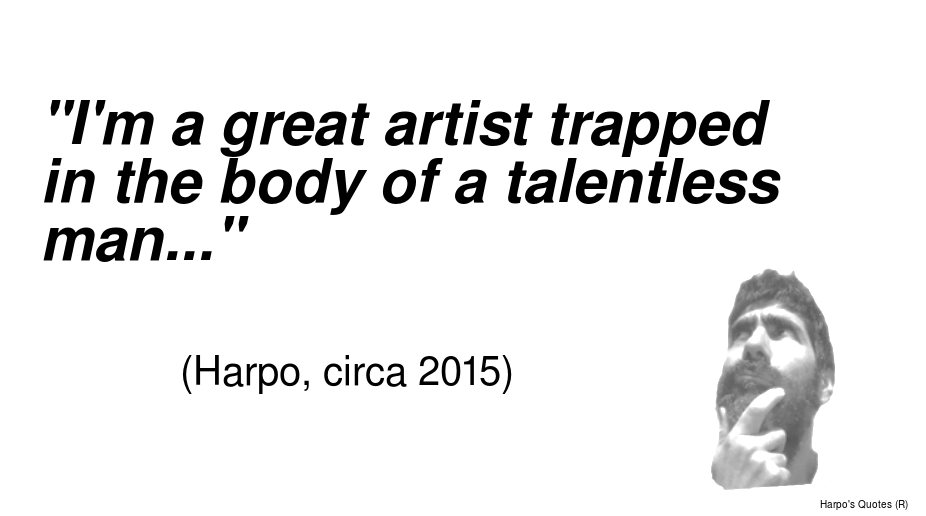 "I'm a great artist trapped
in the body of a talentless
man..."
(Harpo, circa 2015)
Harpo's Quotes (R)